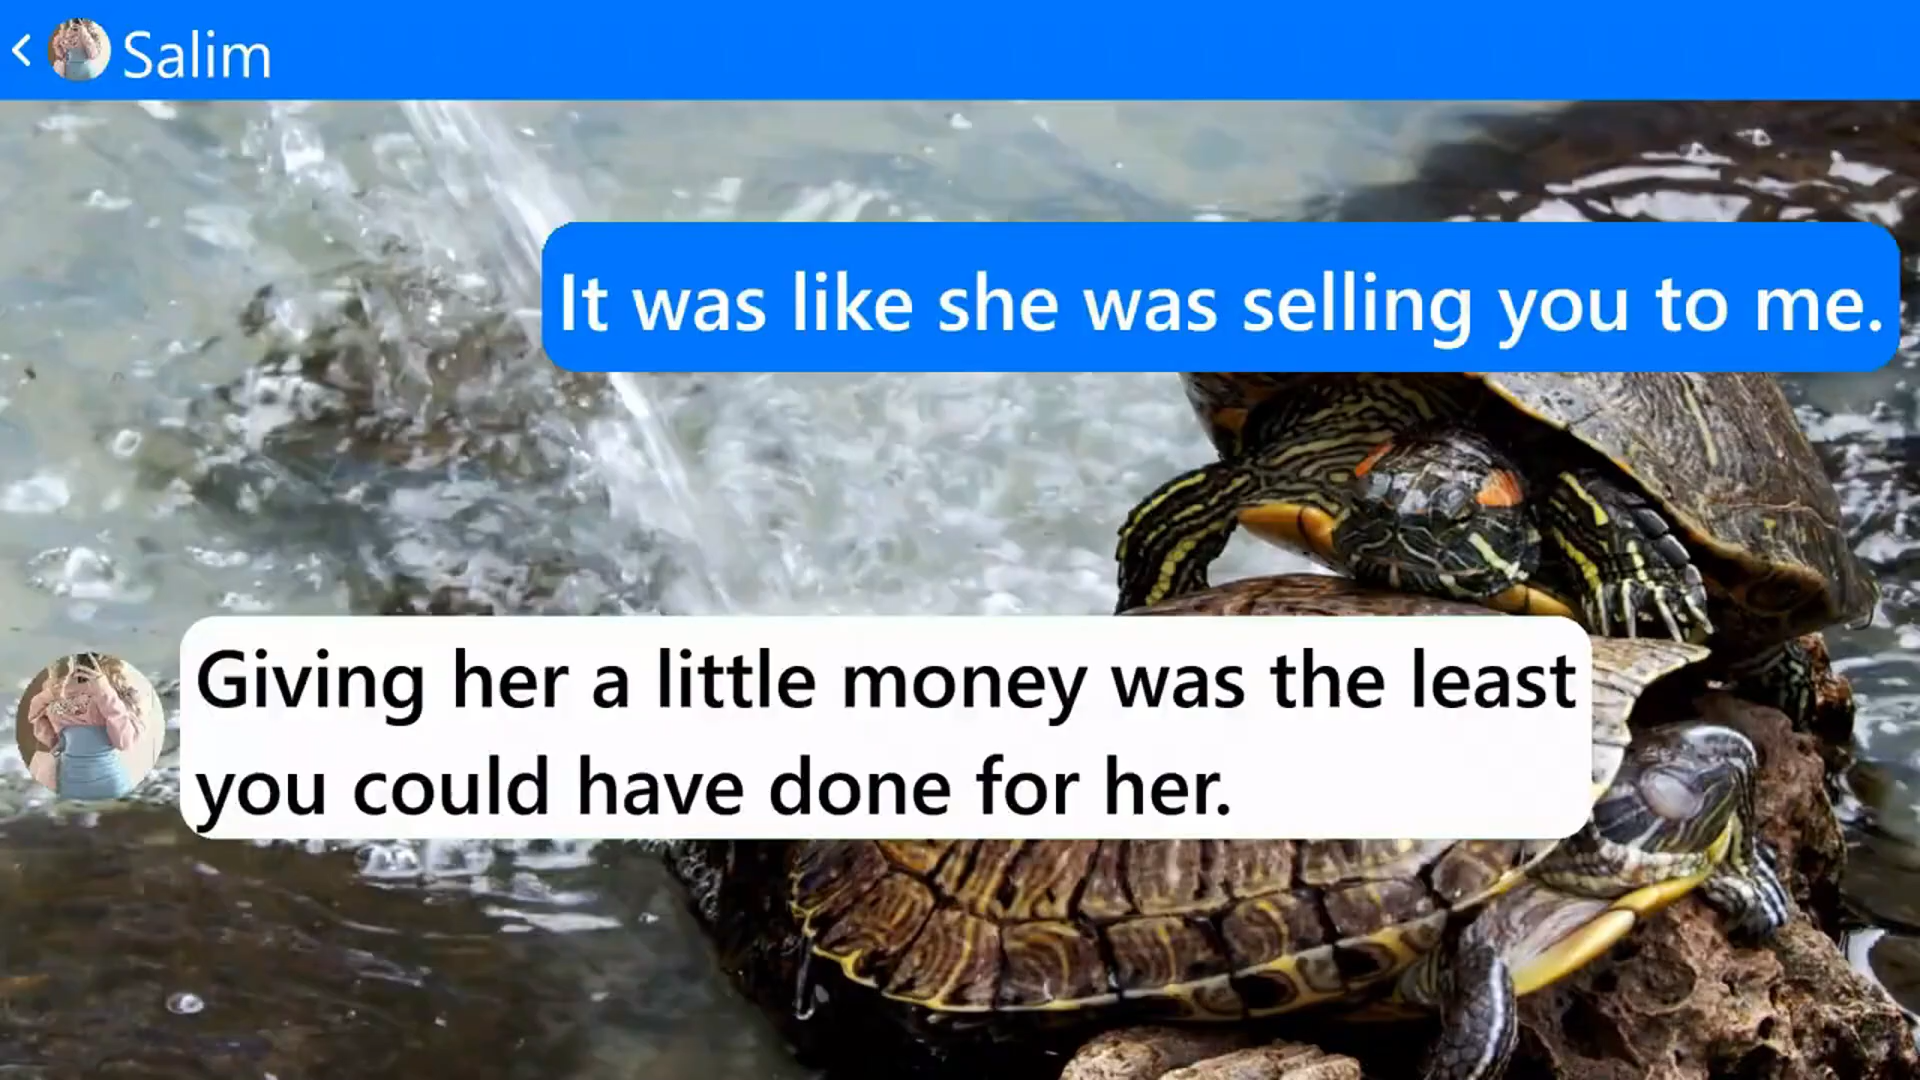 Salim
It was like she was selling you to me.
Giving her a little money was the least
you could have done for her.